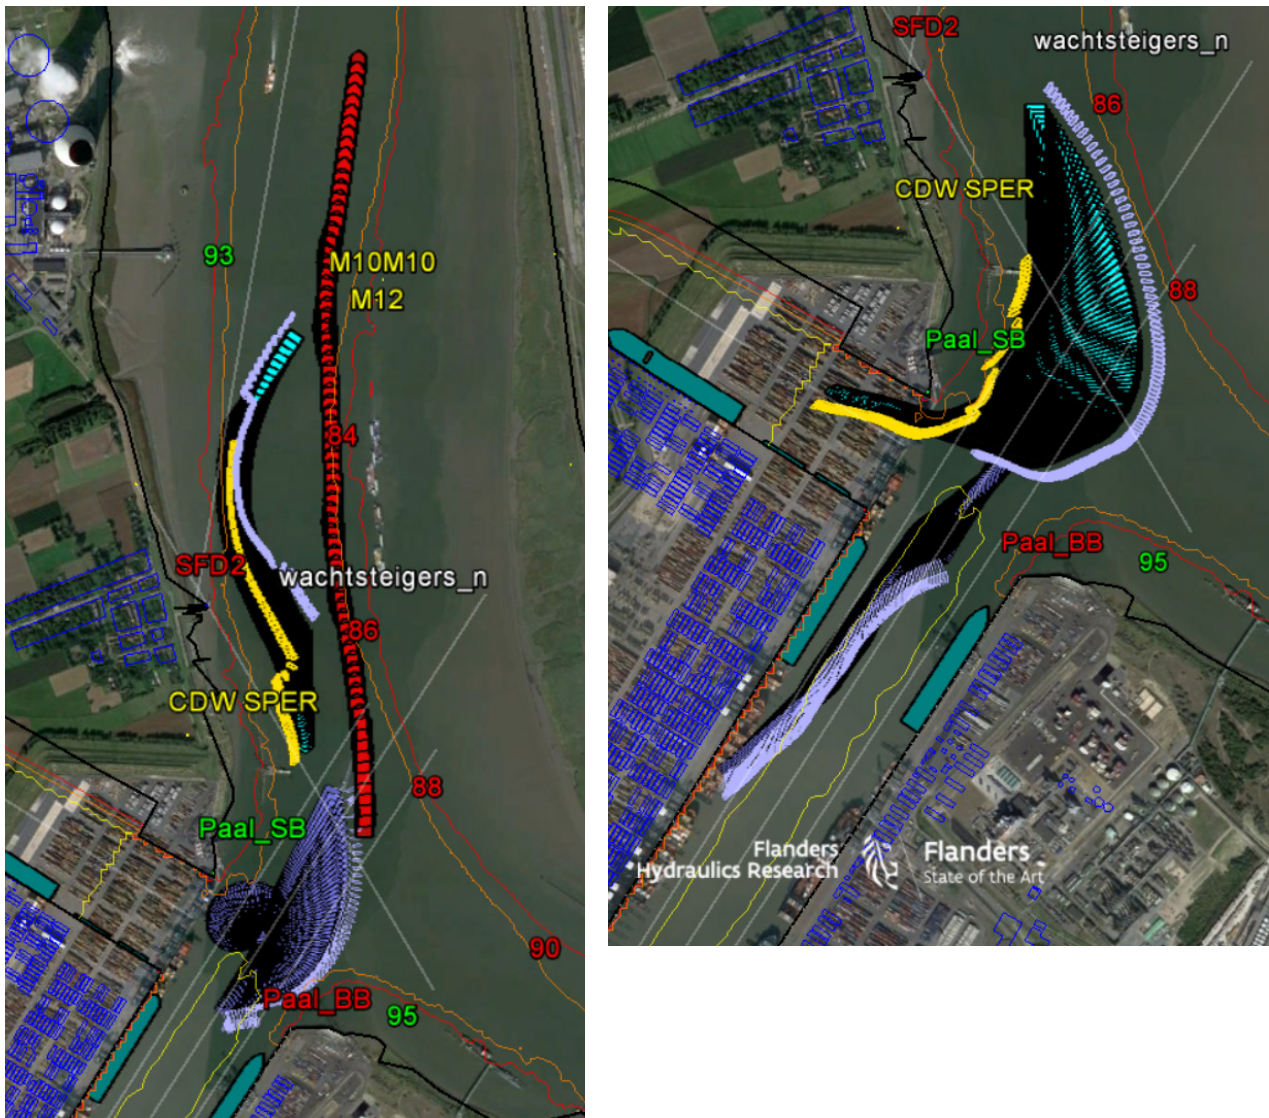 93
M10M10
M12
84
SFD2
wachtsteigers_n
86
CDW SPER
88
Paal_SB
90
Paal_BB
95
SFD2
wachtsteigers_n
86
CDW SPER
88
Paal_SB
Paal_BB
95
Flanders
Hydraulics Research
Flanders
State of the Art